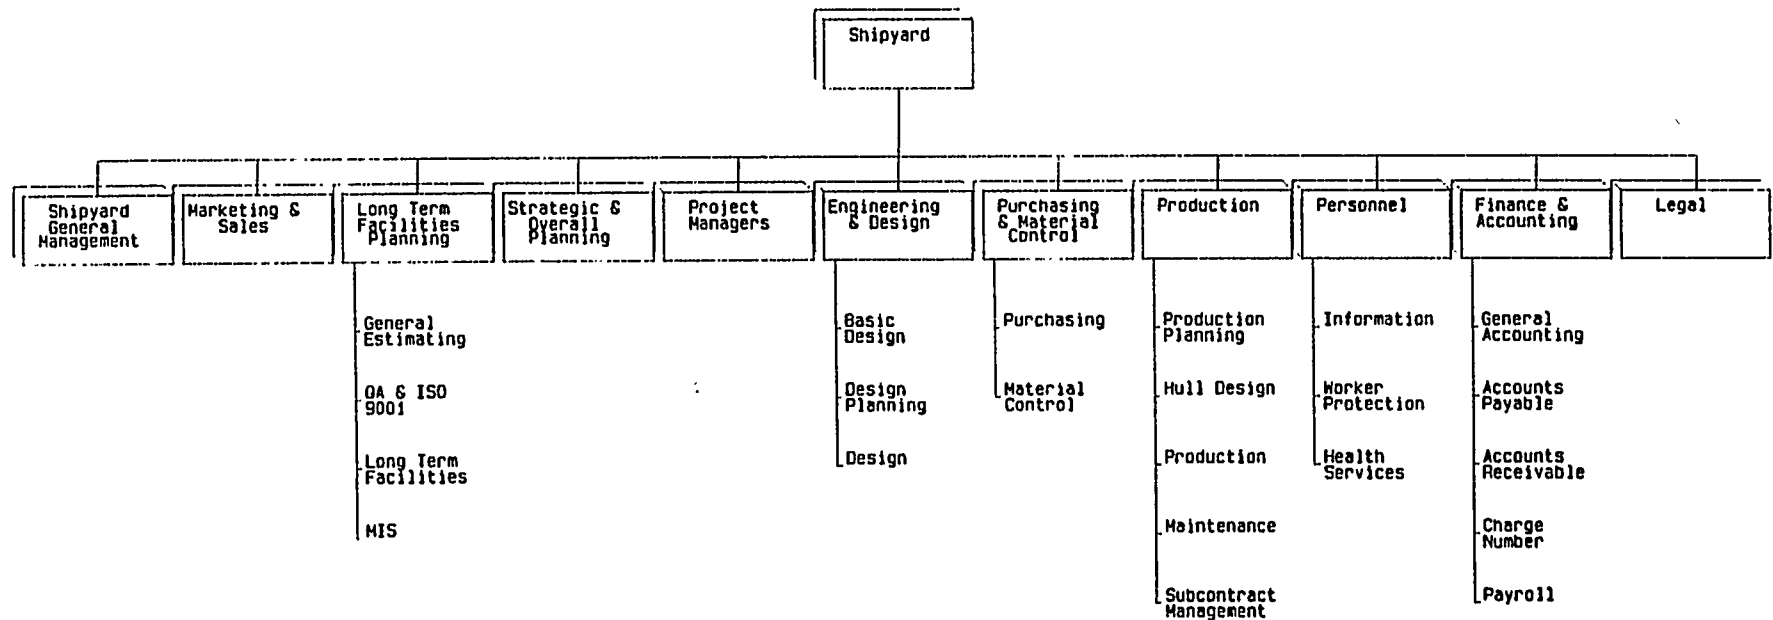 Shipyard
Shipyard
General
Management
Marketing &
Sales
Long Term
Facilities
Planning
Strategic &
Overall
Planning
Project
Managers
Engineering
& Design
Purchasing
& Material
Control
Production
Personnel
Finance &
Accounting
Legal
General
Estimating
QA & ISO
9001
Long Term
Facilities
MIS
Basic
Design
Design
Planning
Design
Purchasing
Material
Control
Production
Planning
Hull Design
Production
Maintenance
Subcontract
Management
Information
Worker
Protection
Health
Services
General
Accounting
Accounts
Payable
Accounts
Receivable
Charge
Number
Payroll